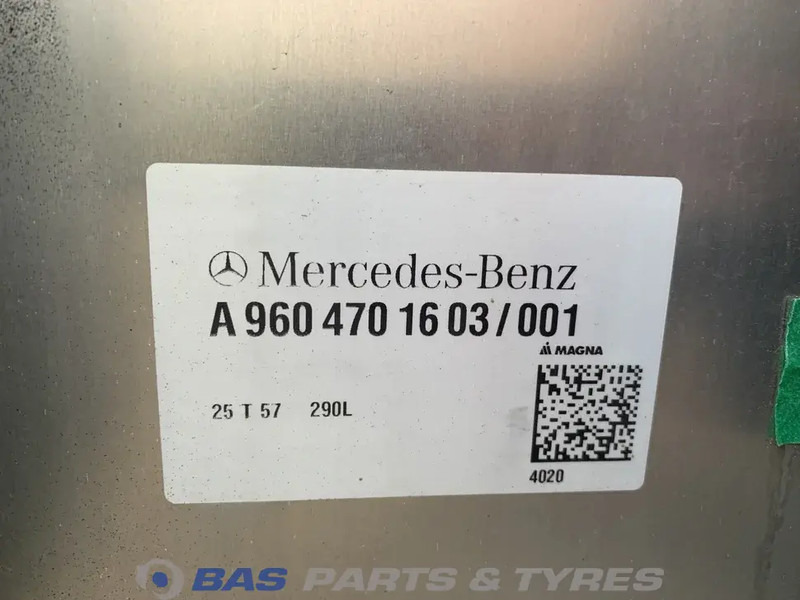 Mercedes-Benz
A 960 470 16 03/001
MAGNA
25 T 57 290L
4020
BAS PARTS & TYRES